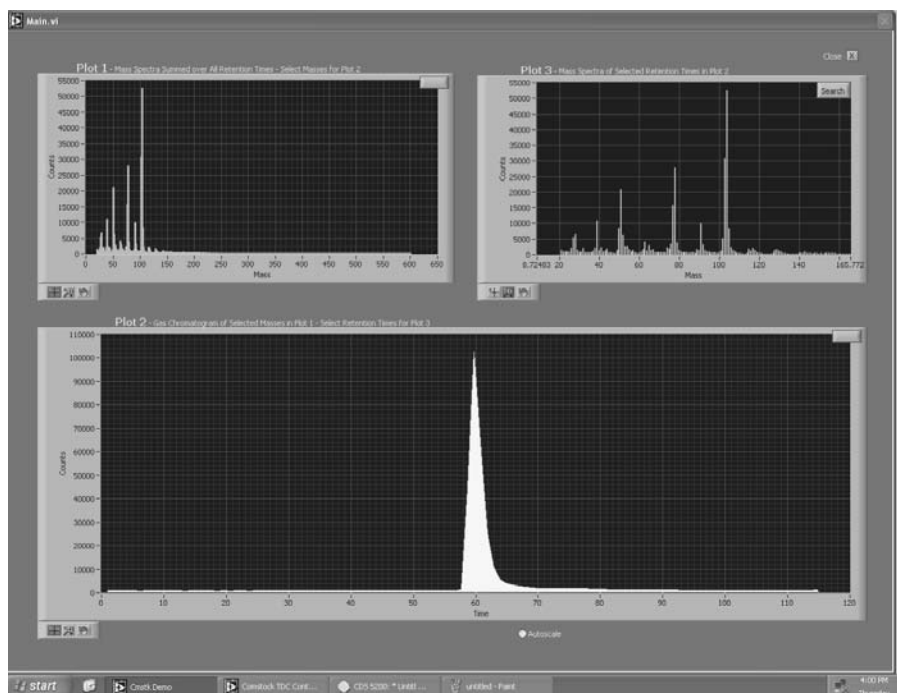 Main.vi
Close X
Plot 1 - Mass Spectra Summed over All Retention Times - Select Masses for Plot 2
55000
50000
45000
40000
35000
30000
25000
20000
15000
10000
5000
0
Counts
0 50 100 150 200 250 300 350 400 450 500 550 600 650
Mass
Plot 3 - Mass Spectra of Selected Retention Times in Plot 2
Search
55000
50000
45000
40000
35000
30000
25000
20000
15000
10000
5000
0
Counts
8.72463 20 40 60 80 100 120 140 165.772
Mass
Plot 2 - Gas Chromatogram of Selected Masses in Plot 1 - Select Retention Times for Plot 3
110000
100000
90000
80000
70000
60000
50000
40000
30000
20000
10000
0
Counts
0 10 20 30 40 50 60 70 80 90 100 110 120
Time
Autoscale
start
Cmstk Demo
Comstock TDC Cont...
CDS 5200: * Untitl ...
untitled - Paint
4:00 PM
Thursday